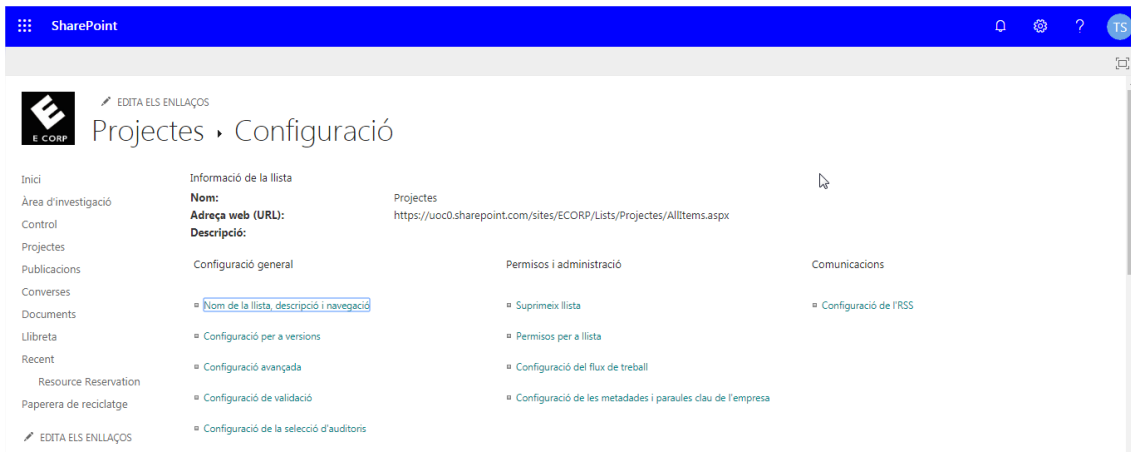 SharePoint
?
TS
EDITA ELS ENLLAÇOS
E CORP
Projectes ▸ Configuració
Inici
Àrea d'investigació
Control
Projectes
Publicacions
Converses
Documents
Llibreta
Recent
Resource Reservation
Paperera de reciclatge
EDITA ELS ENLLAÇOS
Informació de la llista
Nom: Projectes
Adreça web (URL): https://uoc0.sharepoint.com/sites/ECORP/Lists/Projectes/AllItems.aspx
Descripció:
Configuració general
Nom de la llista, descripció i navegació
Configuració per a versions
Configuració avançada
Configuració de validació
Configuració de la selecció d'auditoris
Permisos i administració
Suprimeix llista
Permisos per a llista
Configuració del flux de treball
Configuració de les metadades i paraules clau de l'empresa
Comunicacions
Configuració de l'RSS